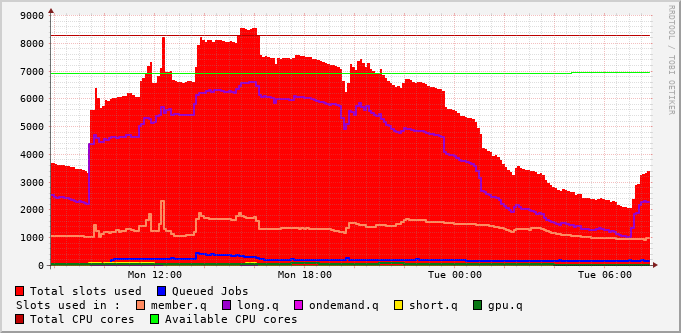 9000
8000
7000
6000
5000
4000
3000
2000
1000
0
Mon 12:00 Mon 18:00 Tue 00:00 Tue 06:00
Total slots used Queued Jobs
Slots used in : member.q long.q ondemand.q short.q gpu.q
Total CPU cores Available CPU cores
RRDTOOL / TOBI OETIKER